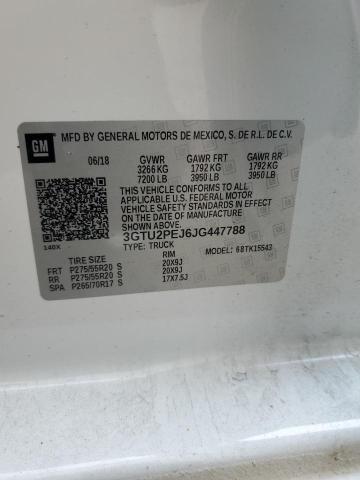 GM MFD BY GENERAL MOTORS DE MEXICO, S. DE R.L. DE C.V.
06/18 GVWR GAWR FRT GAWR RR
3266 KG 1792 KG 1792 KG
7200 LB 3950 LB 3950 LB
THIS VEHICLE CONFORMS TO ALL APPLICABLE U.S. FEDERAL MOTOR
VEHICLE SAFETY STANDARDS IN EFFECT ON THE DATE OF
MANUFACTURE SHOWN ABOVE.
3GTU2PEJ6JG447788
140X TYPE: TRUCK 68TK15543
TIRE SIZE RIM
FRT P275/55R20 S 20X9J
RR P275/55R20 S 20X9J
SPA P265/70R17 S 17X7.5J